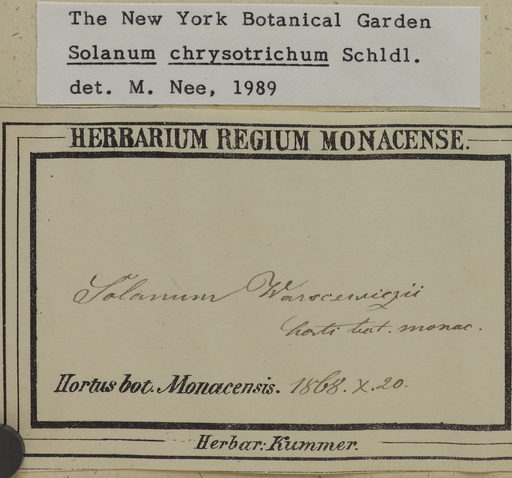 The New York Botanical Garden
Solanum chrysotrichum Schldl.
det. M. Nee, 1989
HERBARIUM REGIUM MONACENSE.
Solanum Warscewiczii
horti bot. monac.
Hortus bot. Monacensis. 1868. X. 20.
Herbar: Kummer.